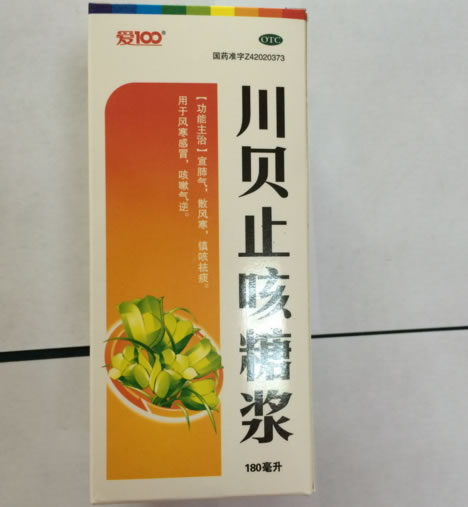 爱100
OTC
国药准字Z42020373
川贝止咳糖浆
【功能主治】宣肺气，散风寒，镇咳祛痰。
用于风寒感冒，咳嗽气逆。
180毫升